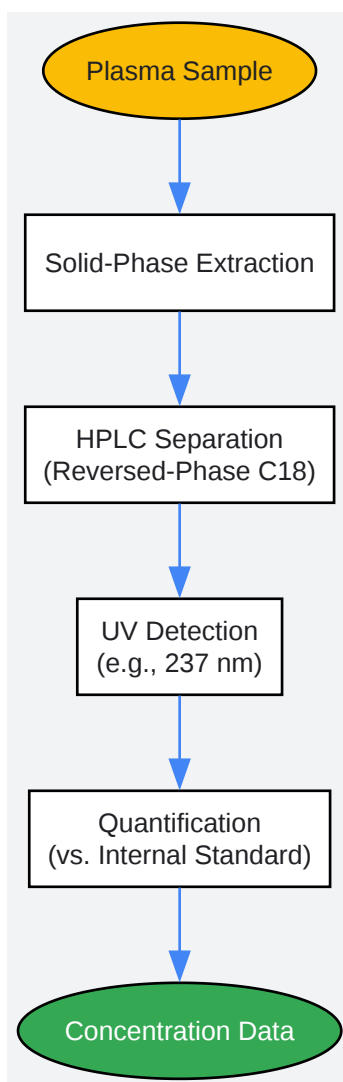 Plasma Sample
Solid-Phase Extraction
HPLC Separation
(Reversed-Phase C18)
UV Detection
(e.g., 237 nm)
Quantification
(vs. Internal Standard)
Concentration Data